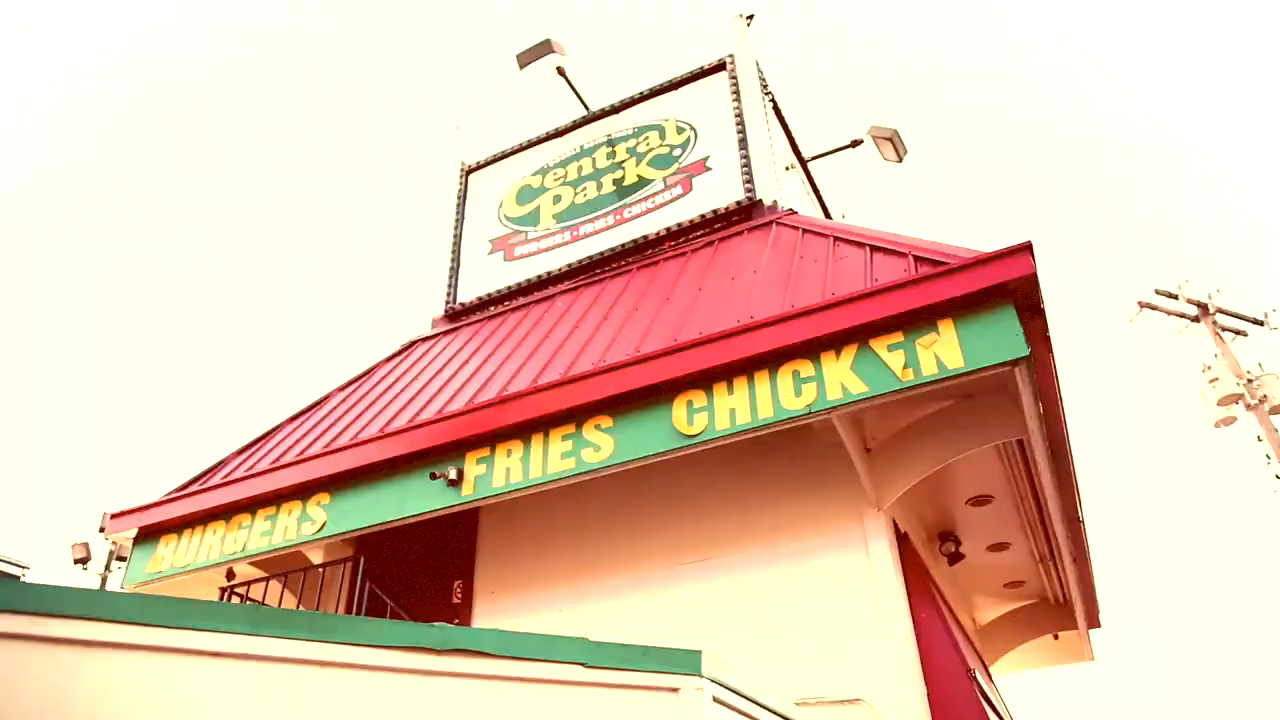 Central
Park
BURGERS • FRIES • CHICKEN
BURGERS FRIES CHICKEN